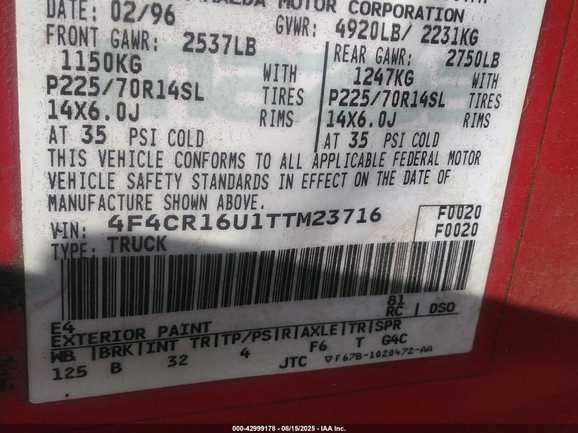 MAZDA MOTOR CORPORATION
DATE: 02/96
GVWR: 4920LB/ 2231KG
FRONT GAWR: 2537LB
REAR GAWR: 2750LB
1150KG WITH
1247KG WITH
P225/70R14SL TIRES
P225/70R14SL TIRES
14X6.0J RIMS
14X6.0J RIMS
AT 35 PSI COLD
AT 35 PSI COLD
THIS VEHICLE CONFORMS TO ALL APPLICABLE FEDERAL MOTOR
VEHICLE SAFETY STANDARDS IN EFFECT ON THE DATE OF
MANUFACTURE SHOWN ABOVE.
VIN: 4F4CR16U1TTM23716
F0020
F0020
TYPE: TRUCK
81
E4
RC | DSO
EXTERIOR PAINT
WB |BRK|INT TR|TP/PS|R|AXLE|TR|SPR
125 B 32 4 F6 T G4C
JTC ▽F67B-1020472-AA
000-42999178 - 08/15/2025 - IAA Inc.